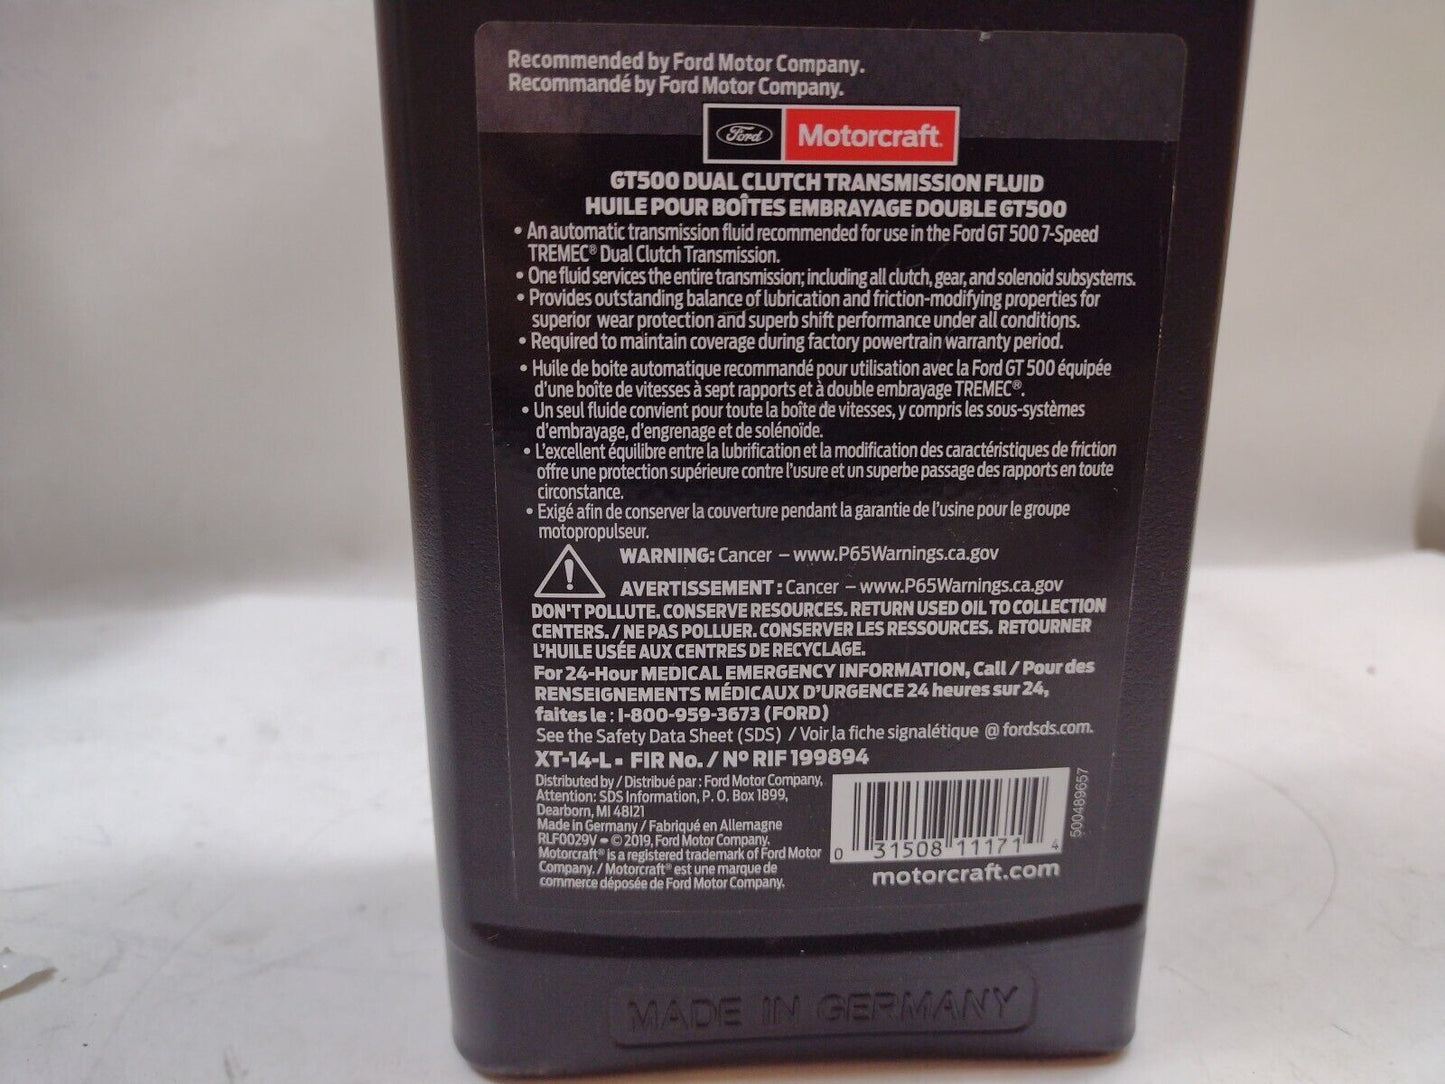 Recommended by Ford Motor Company.
Recommandé by Ford Motor Company.
Ford Motorcraft®
GT500 DUAL CLUTCH TRANSMISSION FLUID
HUILE POUR BOÎTES EMBRAYAGE DOUBLE GT500
• An automatic transmission fluid recommended for use in the Ford GT 500 7-Speed
TREMEC® Dual Clutch Transmission.
• One fluid services the entire transmission; including all clutch, gear, and solenoid subsystems.
• Provides outstanding balance of lubrication and friction-modifying properties for
superior wear protection and superb shift performance under all conditions.
• Required to maintain coverage during factory powertrain warranty period.
• Huile de boite automatique recommandé pour utilisation avec la Ford GT 500 équipée
d'une boîte de vitesses à sept rapports et à double embrayage TREMEC®.
• Un seul fluide convient pour toute la boîte de vitesses, y compris les sous-systèmes
d'embrayage, d'engrenage et de solénoïde.
• L'excellent équilibre entre la lubrification et la modification des caractéristiques de friction
offre une protection supérieure contre l'usure et un superbe passage des rapports en toute
circonstance.
• Exigé afin de conserver la couverture pendant la garantie de l'usine pour le groupe
motopropulseur.
WARNING: Cancer – www.P65Warnings.ca.gov
AVERTISSEMENT : Cancer – www.P65Warnings.ca.gov
DON'T POLLUTE. CONSERVE RESOURCES. RETURN USED OIL TO COLLECTION
CENTERS. / NE PAS POLLUER. CONSERVER LES RESSOURCES. RETOURNER
L'HUILE USÉE AUX CENTRES DE RECYCLAGE.
For 24-Hour MEDICAL EMERGENCY INFORMATION, Call / Pour des
RENSEIGNEMENTS MÉDICAUX D'URGENCE 24 heures sur 24,
faites le : 1-800-959-3673 (FORD)
See the Safety Data Sheet (SDS) / Voir la fiche signalétique @ fordsds.com.
XT-14-L • FIR No. / Nº RIF 199894
Distributed by / Distribué par : Ford Motor Company,
Attention: SDS Information, P. O. Box 1899,
Dearborn, MI 48121
Made in Germany / Fabriqué en Allemagne
RLF0029V • © 2019, Ford Motor Company.
Motorcraft® is a registered trademark of Ford Motor
Company. / Motorcraft® est une marque de
commerce déposée de Ford Motor Company.
0 31508 11171 4
500489657
motorcraft.com
MADE IN GERMANY